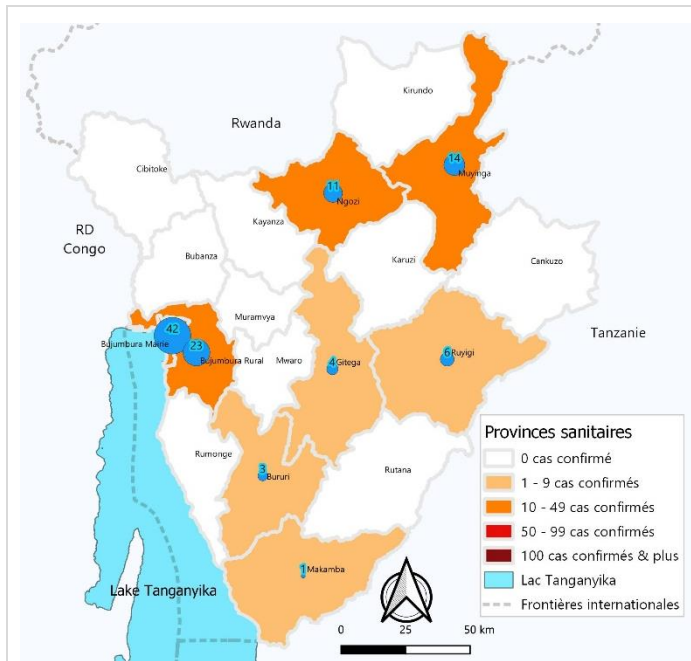 Kirundo
Rwanda
14
Muyinga
Cibitoke
11
Ngozi
Kayanza
RD
Congo
Karuzi
Cankuzo
Bubanza
Muramvya
42
Bujumbura Mairie
23
Bujumbura Rural
Mwaro
4 Gitega
6 Ruyigi
Tanzanie
Rumonge
3
Bururi
Rutana
1 Makamba
Lake Tanganyika
0 25 50 km
Provinces sanitaires
0 cas confirmé
1 - 9 cas confirmés
10 - 49 cas confirmés
50 - 99 cas confirmés
100 cas confirmés & plus
Lac Tanganyika
Frontières internationales